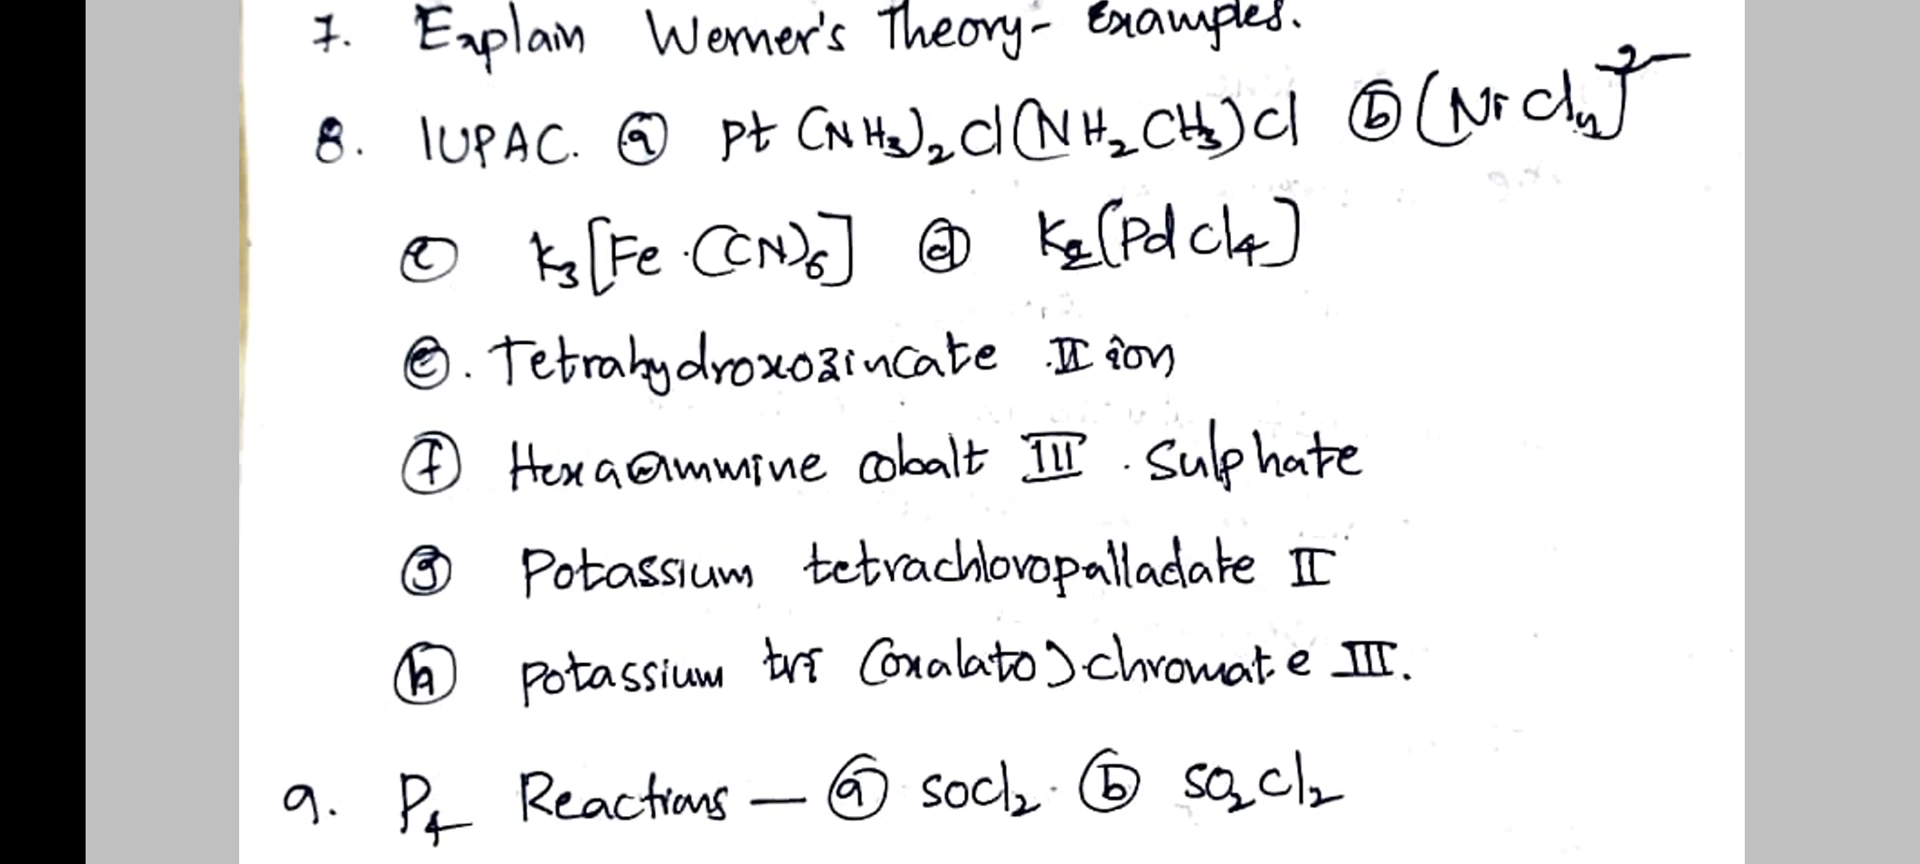 7. Explain Werner's Theory- Examples.
8. IUPAC. ⓐ Pt (NH₃)₂Cl(NH₂CH₃)Cl ⓑ (NiCl₄]²⁻
ⓒ K₃[Fe.(CN)₆] ⓓ K₂(PdCl₄]
ⓔ. Tetrahydroxozincate II ion
ⓕ Hexaammine cobalt III. Sulphate
ⓖ Potassium tetrachloropalladate II
ⓗ potassium tri (oxalato) chromate III.
9. P₄ Reactions — ⓐ SOCl₂. ⓑ SO₂Cl₂